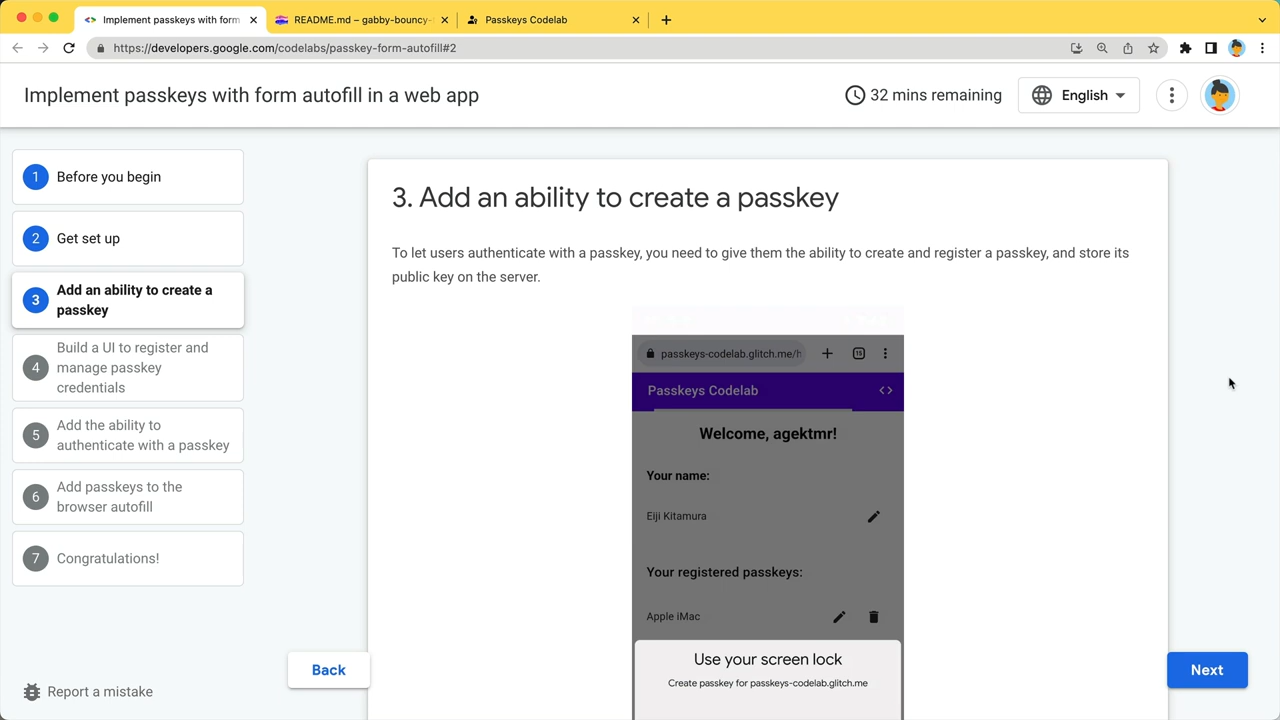 Implement passkeys with form
README.md – gabby-bouncy-
Passkeys Codelab
https://developers.google.com/codelabs/passkey-form-autofill#2
Implement passkeys with form autofill in a web app
32 mins remaining
English
1 Before you begin
2 Get set up
3 Add an ability to create a
passkey
4 Build a UI to register and
manage passkey
credentials
5 Add the ability to
authenticate with a passkey
6 Add passkeys to the
browser autofill
7 Congratulations!
Report a mistake
3. Add an ability to create a passkey
To let users authenticate with a passkey, you need to give them the ability to create and register a passkey, and store its
public key on the server.
passkeys-codelab.glitch.me/h
15
Passkeys Codelab
Welcome, agektmr!
Your name:
Eiji Kitamura
Your registered passkeys:
Apple iMac
Use your screen lock
Create passkey for passkeys-codelab.glitch.me
Back
Next